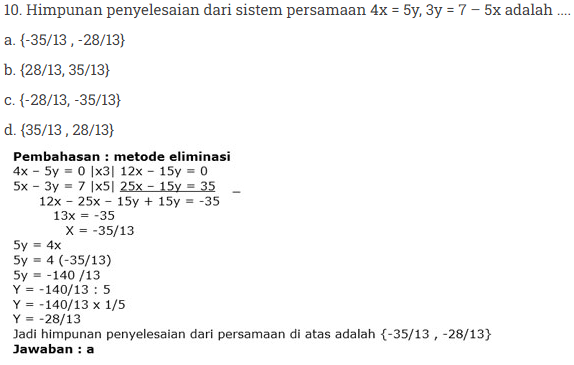 10. Himpunan penyelesaian dari sistem persamaan 4x = 5y, 3y = 7 – 5x adalah ....
a. {-35/13 , -28/13}
b. {28/13, 35/13}
c. {-28/13, -35/13}
d. {35/13 , 28/13}
Pembahasan : metode eliminasi
4x – 5y = 0 |x3| 12x – 15y = 0
5x – 3y = 7 |x5| 25x – 15y = 35 –
12x – 25x – 15y + 15y = -35
13x = -35
X = -35/13
5y = 4x
5y = 4 (-35/13)
5y = -140 /13
Y = -140/13 : 5
Y = -140/13 x 1/5
Y = -28/13
Jadi himpunan penyelesaian dari persamaan di atas adalah {-35/13 , -28/13}
Jawaban : a